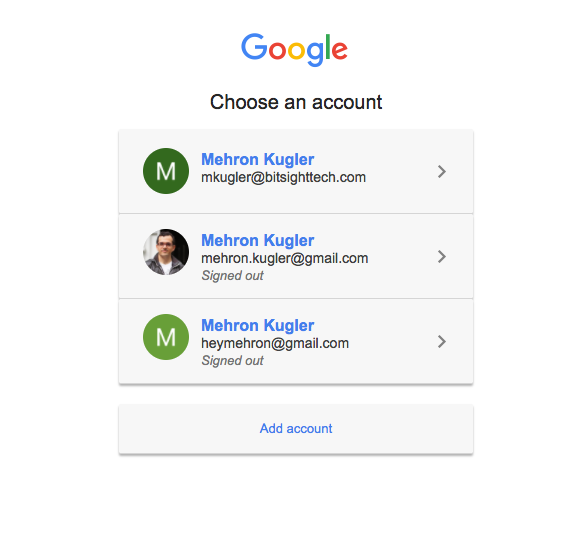 Google
Choose an account
M
Mehron Kugler
mkugler@bitsighttech.com
Mehron Kugler
mehron.kugler@gmail.com
Signed out
M
Mehron Kugler
heymehron@gmail.com
Signed out
Add account